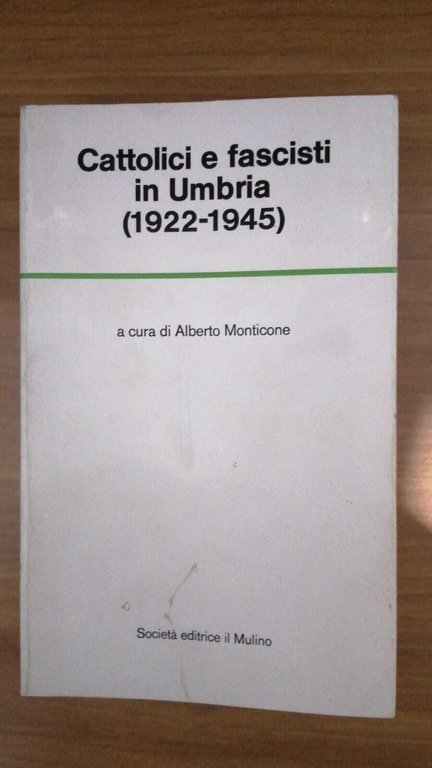 Cattolici e fascisti
in Umbria
(1922-1945)
a cura di Alberto Monticone
Società editrice il Mulino